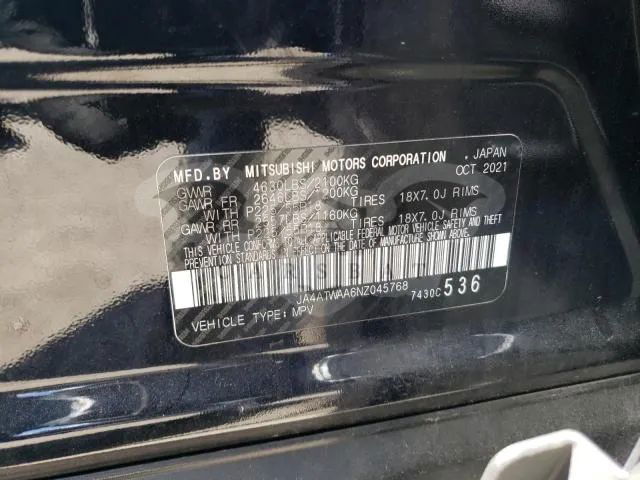 MFD.BY MITSUBISHI MOTORS CORPORATION , JAPAN
OCT 2021
GVWR 4630LBS/2100KG
GAWR FR 2646LBS/1200KG
WITH TIRES 18X7.0J RIMS
GAWR RR 1160KG
WITH TIRES 18X7.0J RIMS
THIS VEHICLE CONFORMS TO ALL APPLICABLE FEDERAL MOTOR VEHICLE SAFETY AND THEFT
PREVENTION STANDARDS IN EFFECT ON THE DATE OF MANUFACTURE SHOWN ABOVE.
JA4ATWAA6NZ045768 7430C 536
VEHICLE TYPE: MPV